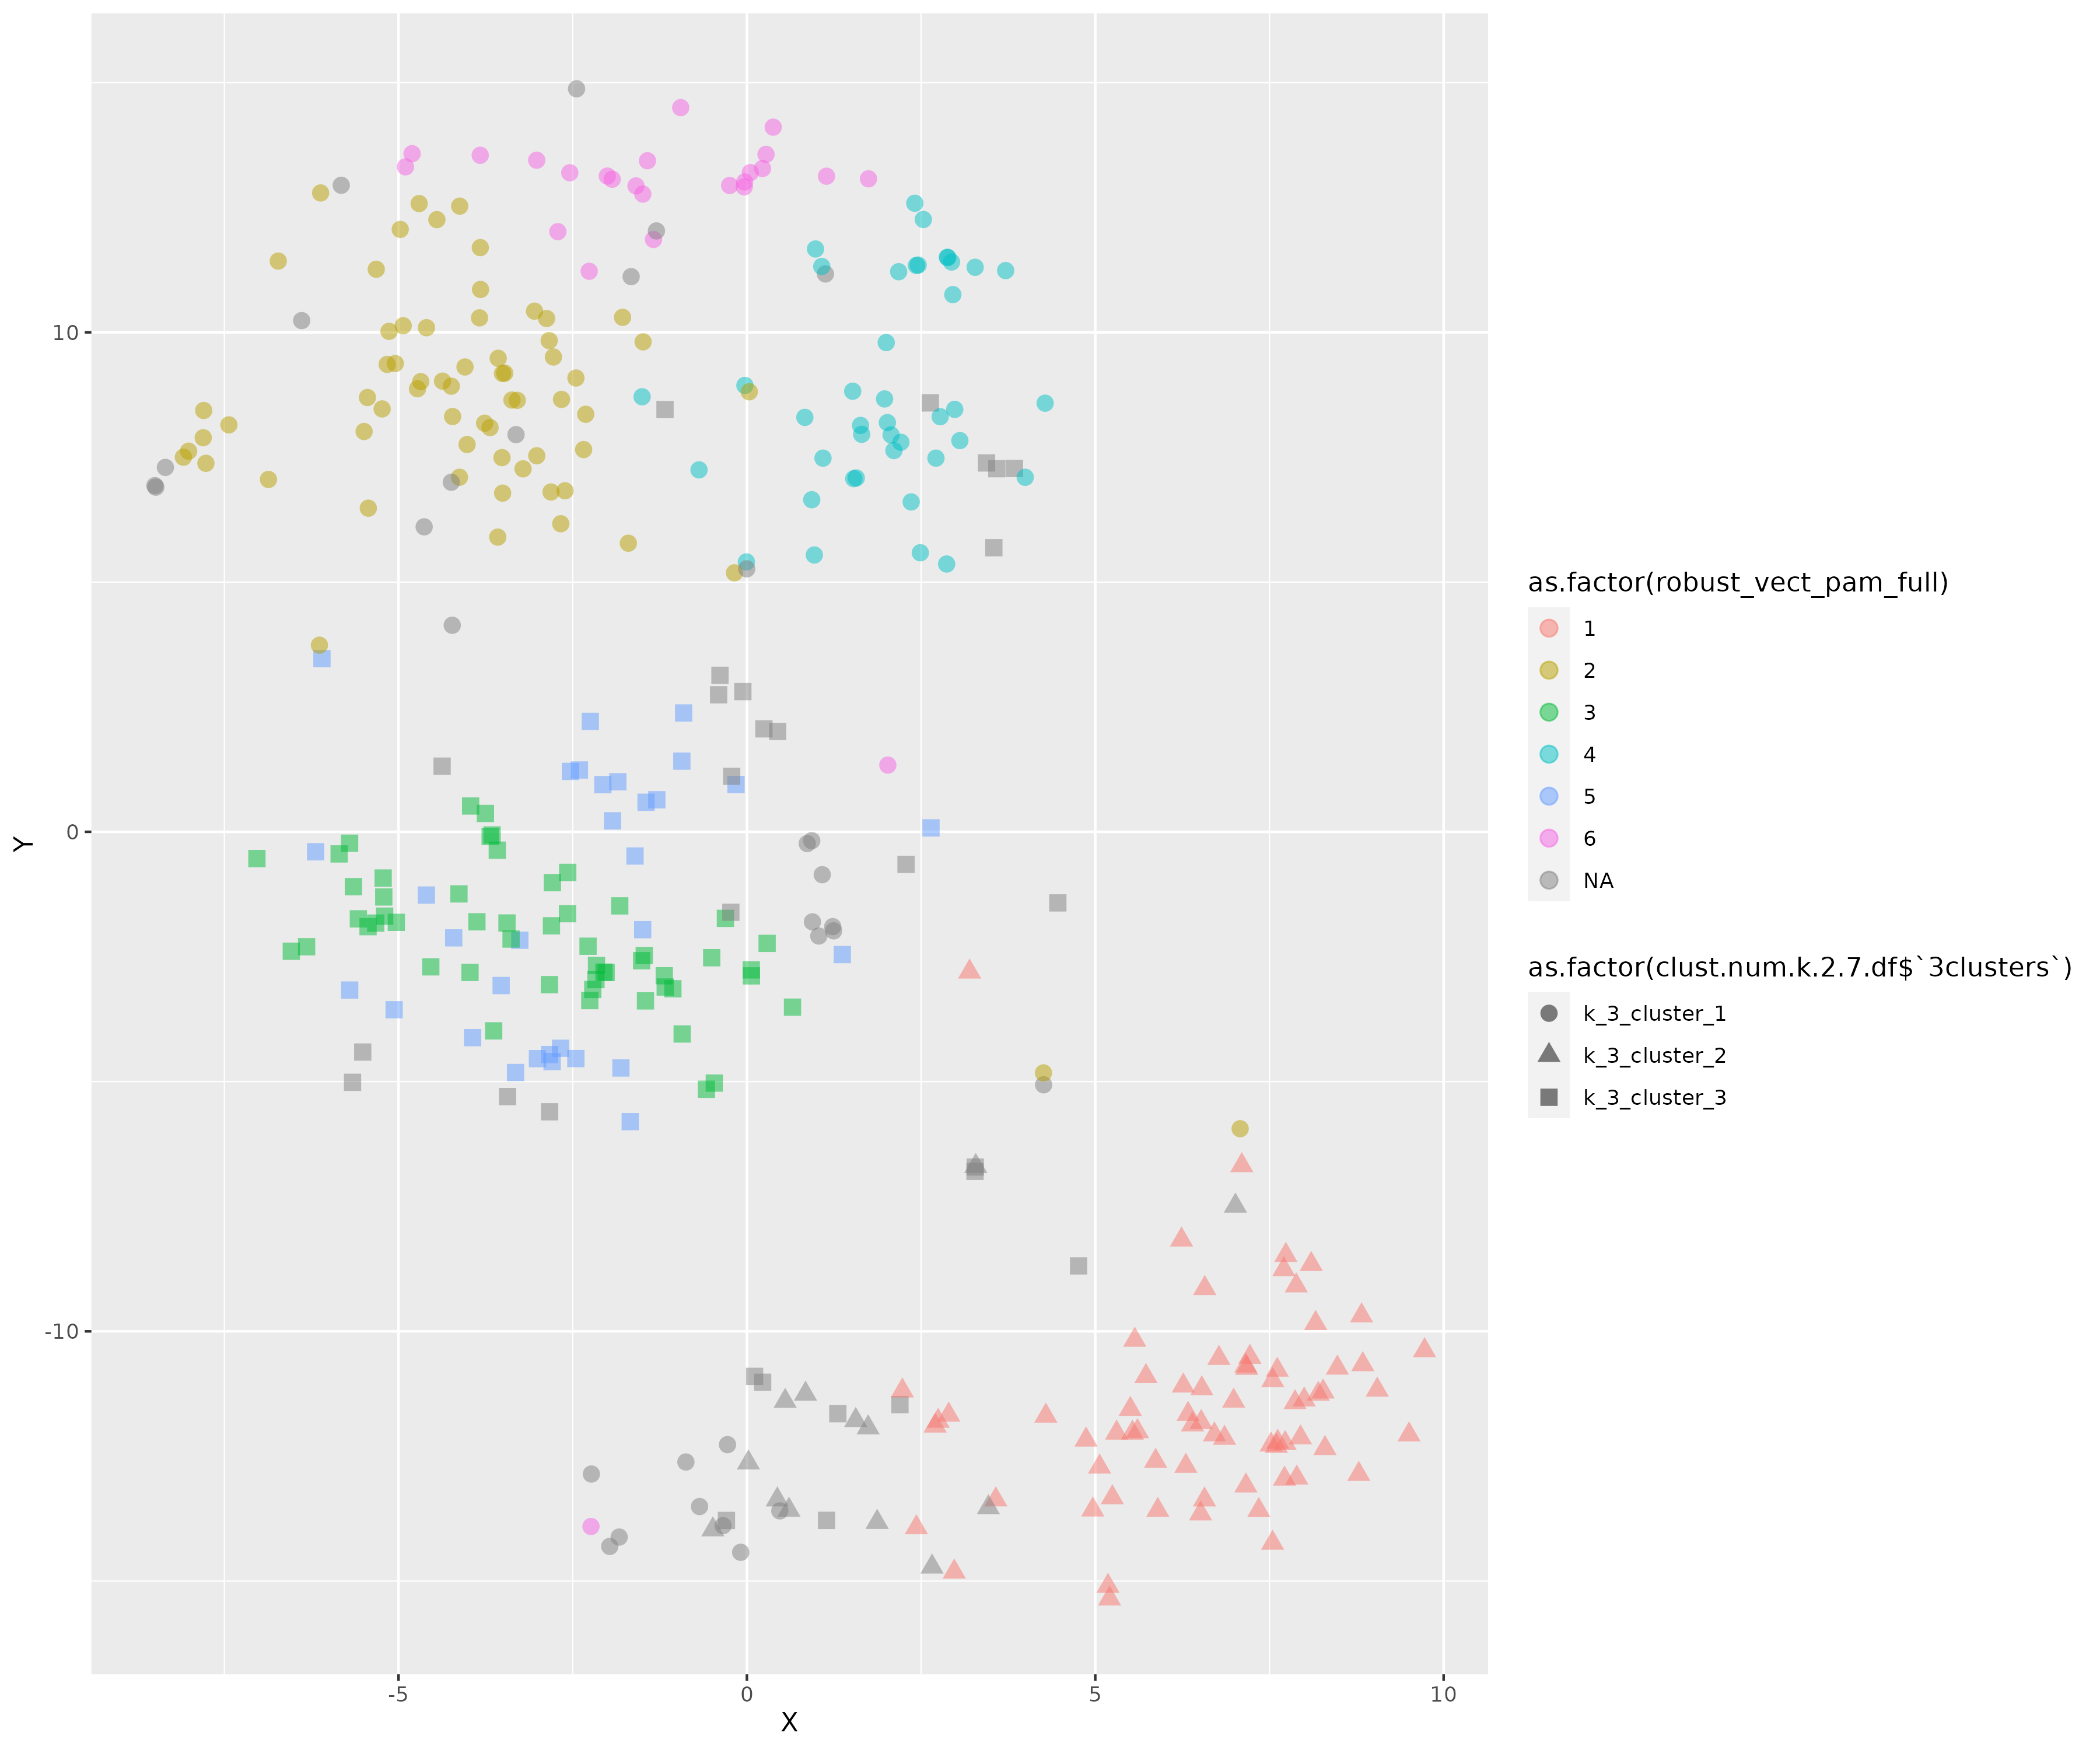 10
0
-10
Y
-5
0
5
10
X
as.factor(robust_vect_pam_full)
1
2
3
4
5
6
NA
as.factor(clust.num.k.2.7.df$`3clusters`)
k_3_cluster_1
k_3_cluster_2
k_3_cluster_3